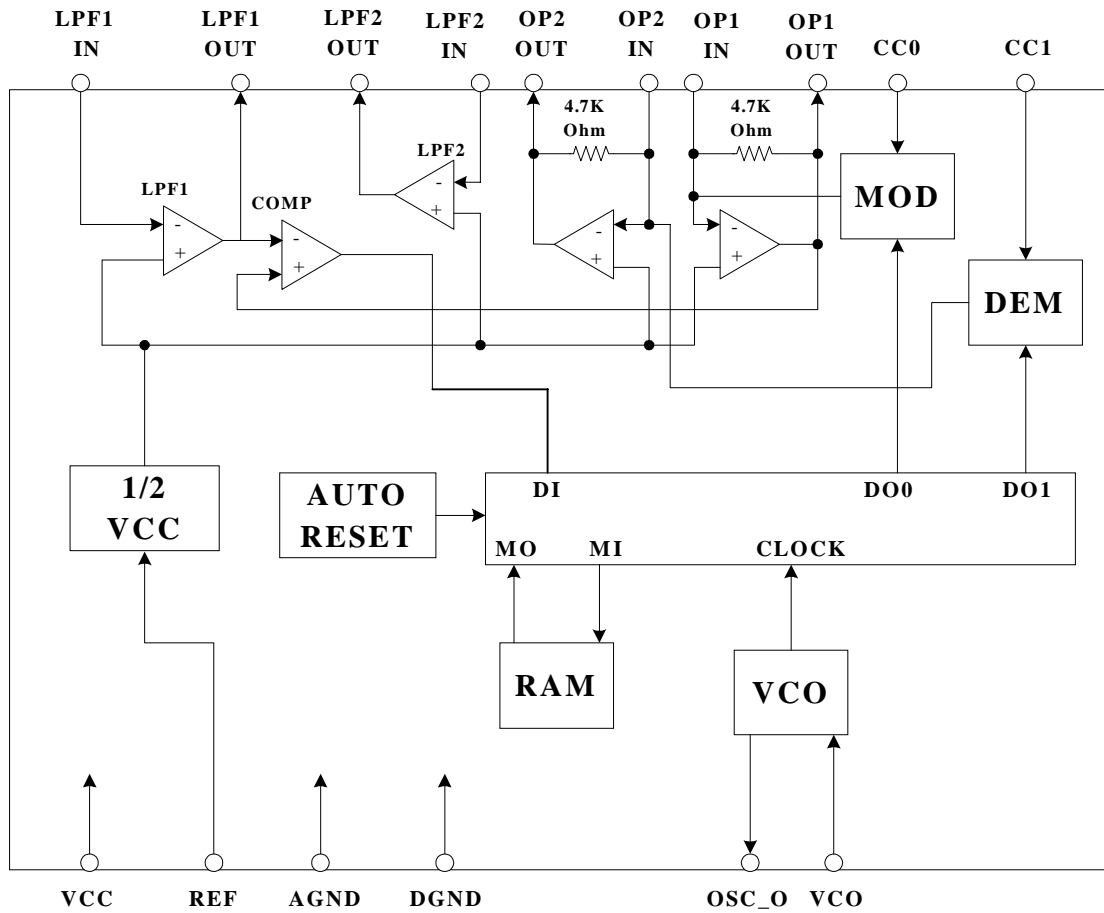 LPF1
IN
LPF1
OUT
LPF2
OUT
LPF2
IN
OP2
OUT
OP2
IN
OP1
IN
OP1
OUT
CC0
CC1
4.7K
Ohm
4.7K
Ohm
LPF2
-
+
LPF1
-
+
COMP
-
+
-
+
-
+
MOD
DEM
1/2
VCC
AUTO
RESET
DI
DO0
DO1
MO
MI
CLOCK
RAM
VCO
VCC
REF
AGND
DGND
OSC_O
VCO